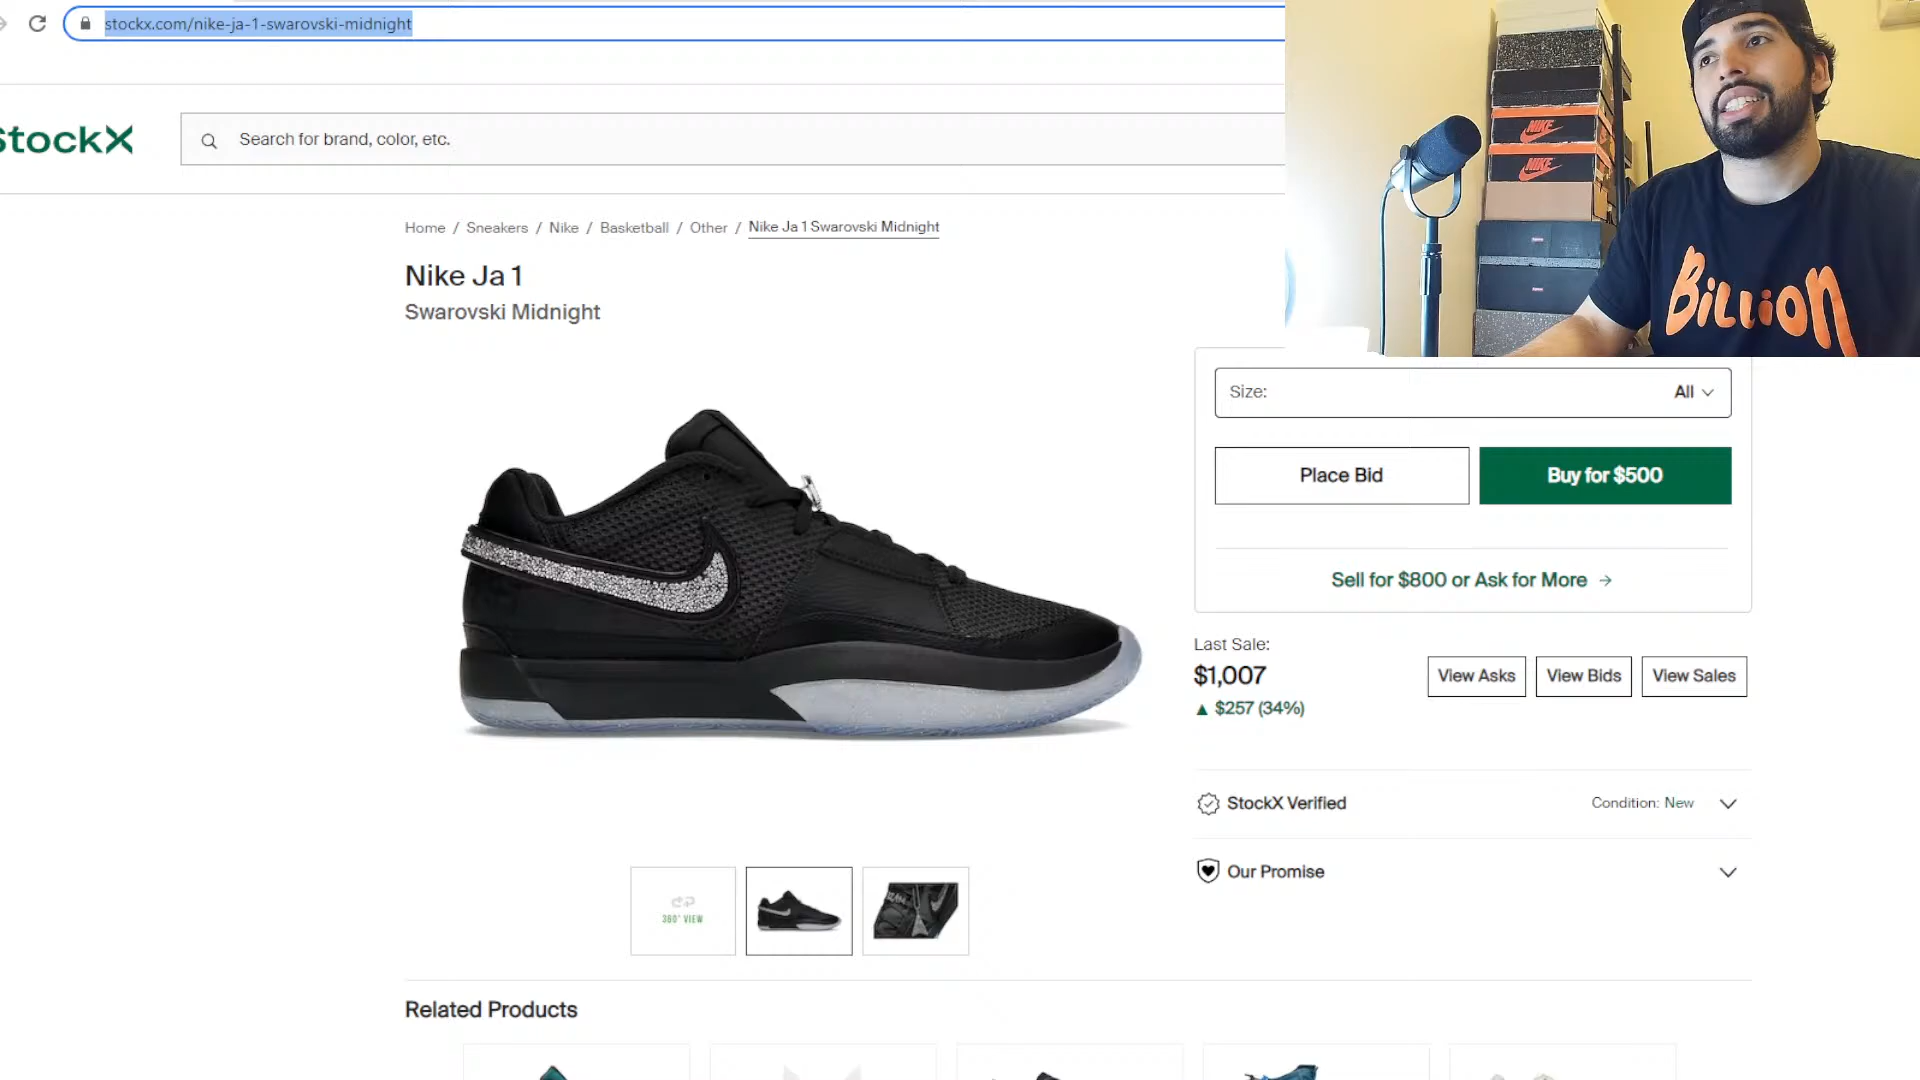 stockx.com/nike-ja-1-swarovski-midnight
StockX
Search for brand, color, etc.
NIKE
NIKE
Billion
Home / Sneakers / Nike / Basketball / Other / Nike Ja 1 Swarovski Midnight
Nike Ja 1
Swarovski Midnight
Size:
All
Place Bid
Buy for $500
Sell for $800 or Ask for More →
Last Sale:
$1,007
▲ $257 (34%)
View Asks
View Bids
View Sales
StockX Verified
Condition: New
Our Promise
360° VIEW
Related Products